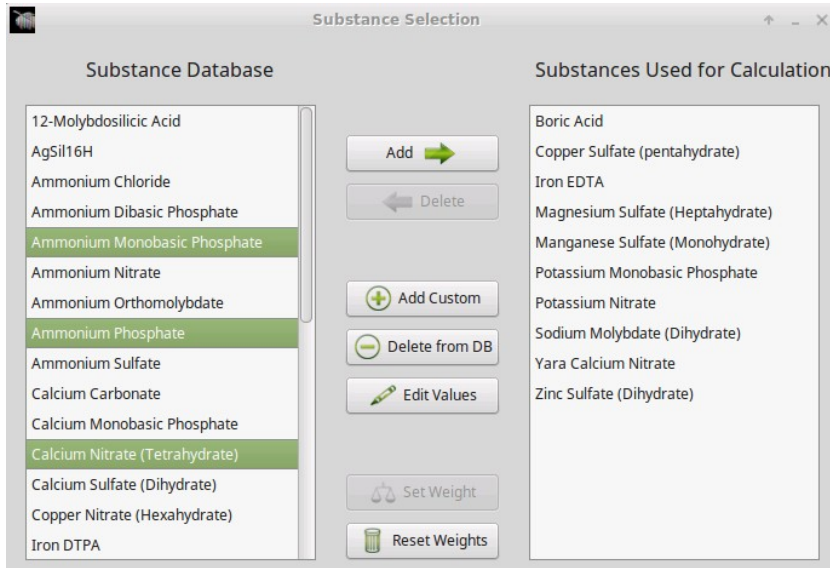 Substance Selection
Substance Database
12-Molybdosilicic Acid
AgSil16H
Ammonium Chloride
Ammonium Dibasic Phosphate
Ammonium Monobasic Phosphate
Ammonium Nitrate
Ammonium Orthomolybdate
Ammonium Phosphate
Ammonium Sulfate
Calcium Carbonate
Calcium Monobasic Phosphate
Calcium Nitrate (Tetrahydrate)
Calcium Sulfate (Dihydrate)
Copper Nitrate (Hexahydrate)
Iron DTPA
Add
Delete
Add Custom
Delete from DB
Edit Values
Set Weight
Reset Weights
Substances Used for Calculation
Boric Acid
Copper Sulfate (pentahydrate)
Iron EDTA
Magnesium Sulfate (Heptahydrate)
Manganese Sulfate (Monohydrate)
Potassium Monobasic Phosphate
Potassium Nitrate
Sodium Molybdate (Dihydrate)
Yara Calcium Nitrate
Zinc Sulfate (Dihydrate)